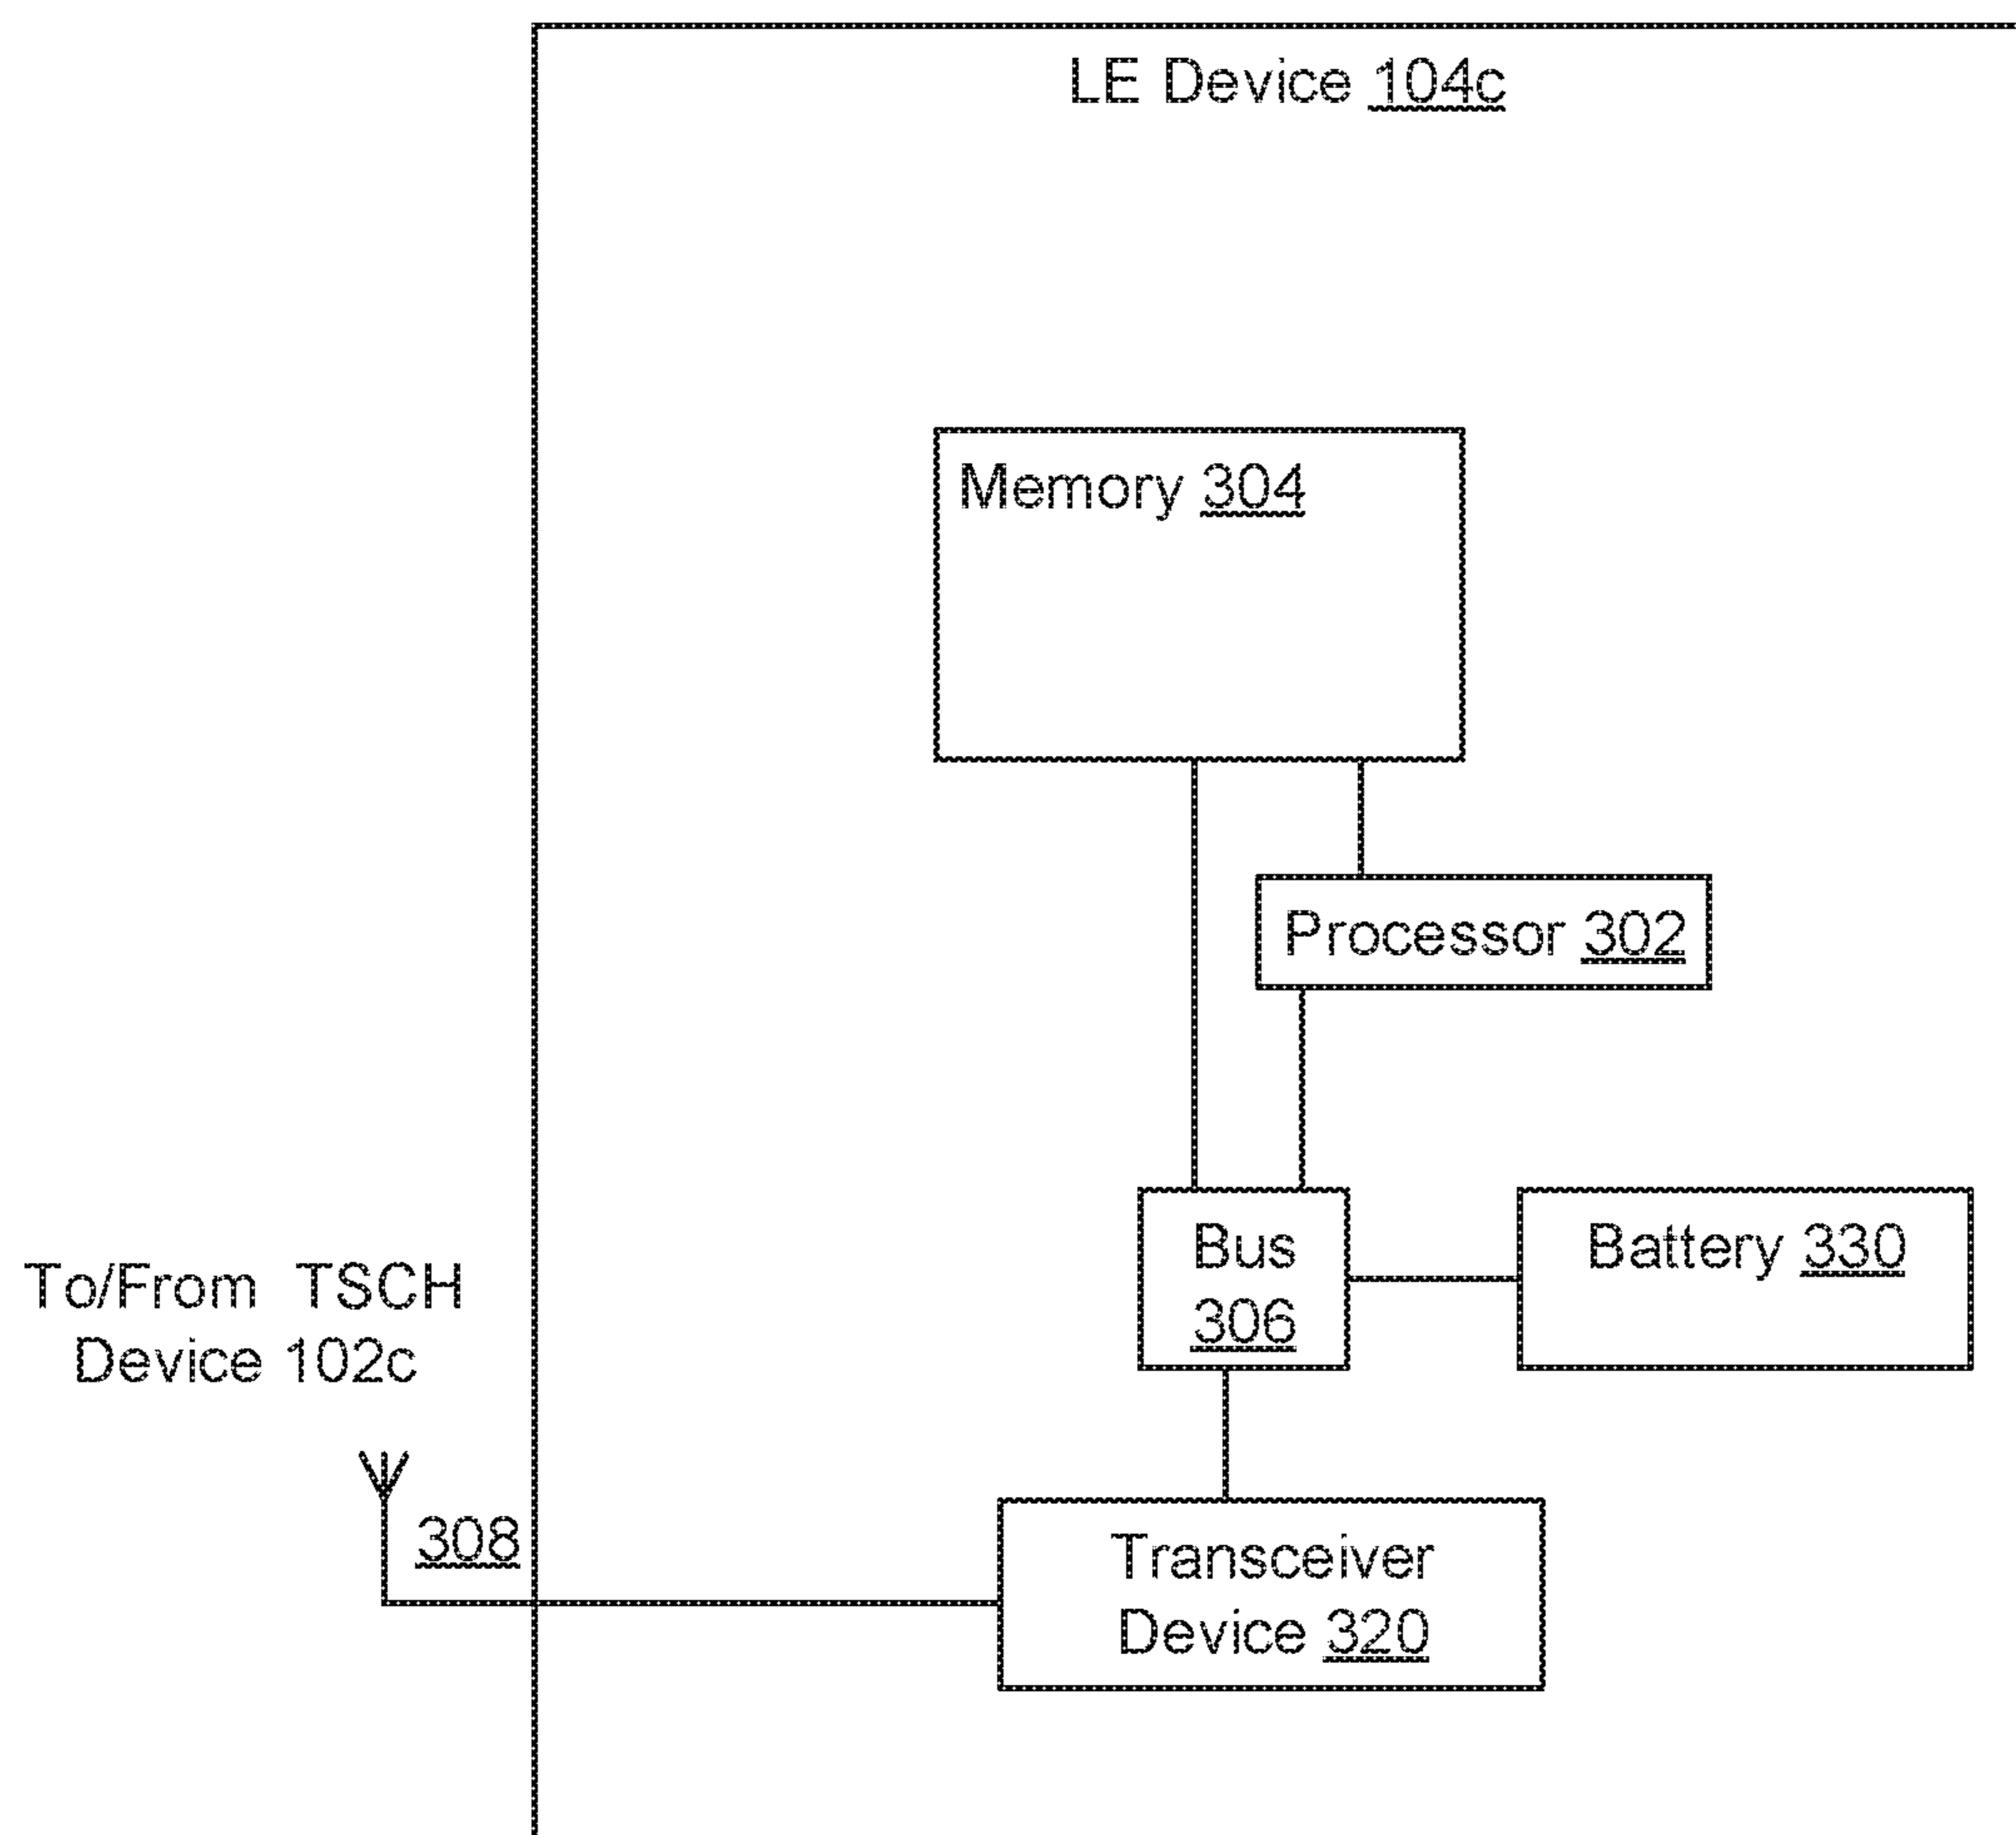 LE Device 104c
Memory 304
Processor 302
Bus
306
Battery 330
To/From TSCH
Device 102c
308
Transceiver
Device 320